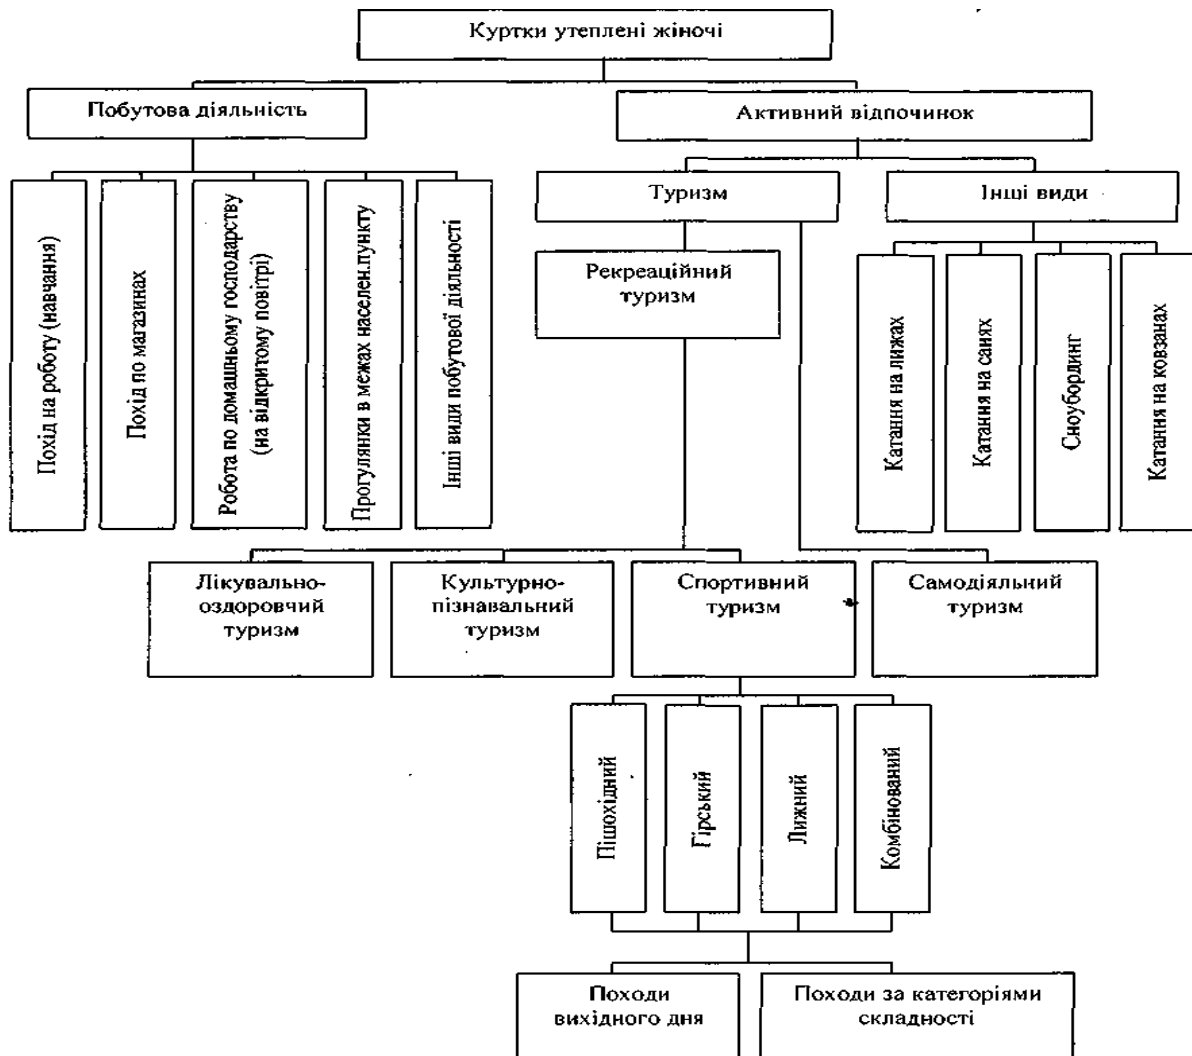 Куртки утеплені жіночі
Побутова діяльність
Активний відпочинок
Туризм
Інші види
Рекреаційний
туризм
Похід на роботу (навчання)
Похід по магазинах
Робота по домашньому господарству
(на відкритому повітрі)
Прогулянки в межах населен.пункту
Інші види побутової діяльності
Катання на лижах
Катання на санях
Сноубординг
Катання на ковзанах
Лікувально-
оздоровчий
туризм
Культурно-
пізнавальний
туризм
Спортивний
туризм
Самодіяльний
туризм
Пішохідний
Гірський
Лижний
Комбінований
Походи
вихідного дня
Походи за категоріями
складності